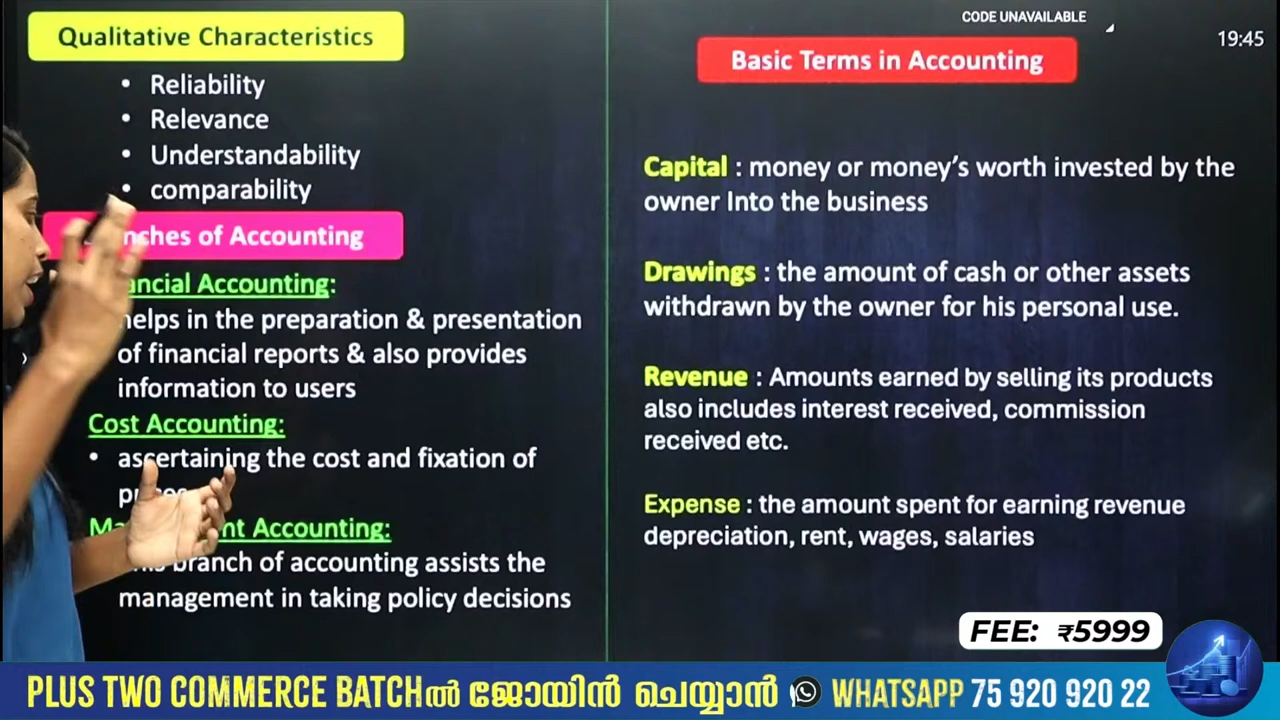 Qualitative Characteristics
• Reliability
• Relevance
• Understandability
• comparability
of Accounting
Accounting:
helps in the preparation & presentation
of financial reports & also provides
information to users
Cost Accounting:
• ascertaining the cost and fixation of
Accounting:
branch of accounting assists the
management in taking policy decisions
CODE UNAVAILABLE
19:45
Basic Terms in Accounting
Capital : money or money’s worth invested by the
owner Into the business
Drawings : the amount of cash or other assets
withdrawn by the owner for his personal use.
Revenue : Amounts earned by selling its products
also includes interest received, commission
received etc.
Expense : the amount spent for earning revenue
depreciation, rent, wages, salaries
FEE: ₹5999
PLUS TWO COMMERCE BATCHൽ ജോയിൻ ചെയ്യാൻ WHATSAPP 75 920 920 22